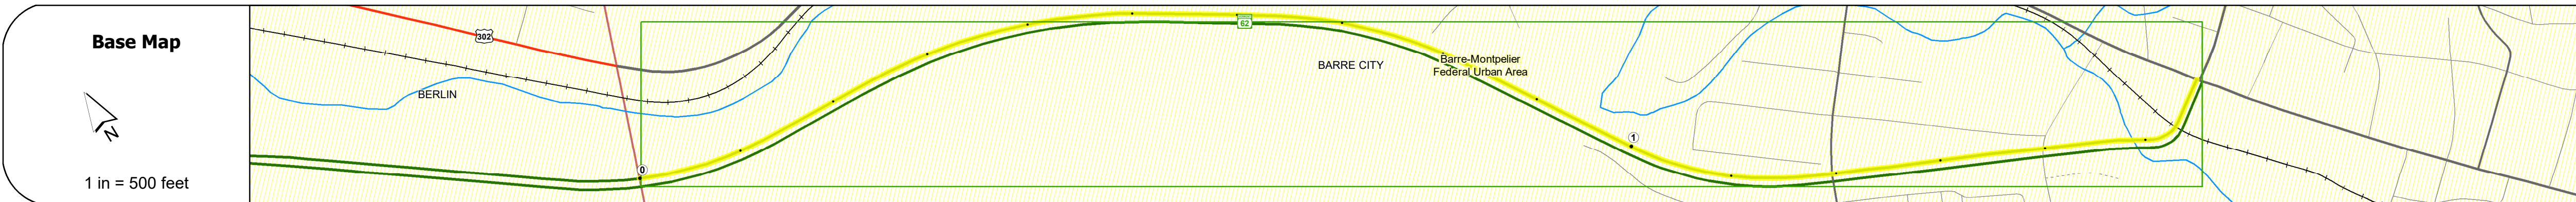 Base Map
N
1 in = 500 feet
302
BERLIN
0
62
BARRE CITY
Barre-Montpelier
Federal Urban Area
1